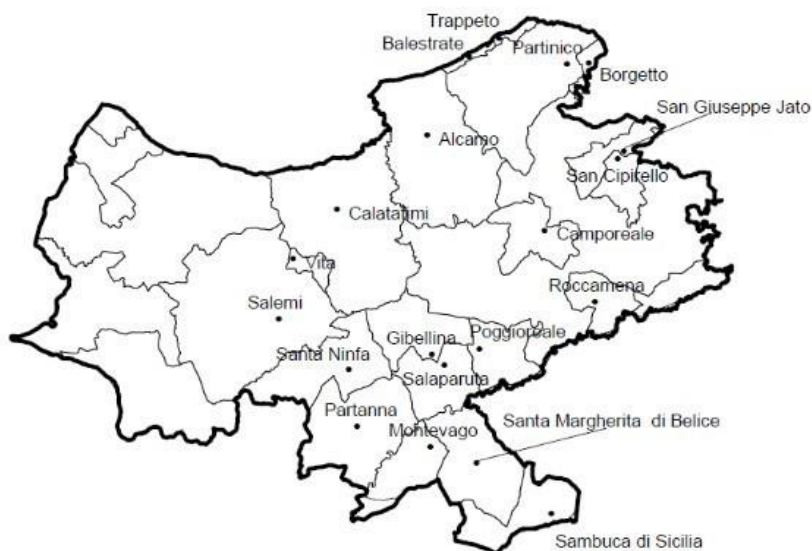 Trappeto
Balestrate
Partinico
Borgetto
San Giuseppe Jato
Alcamo
San Cipirello
Calatafimi
Camporeale
Vita
Roccamena
Salemi
Gibellina
Poggioreale
Santa Ninfa
Salaparuta
Partanna
Santa Margherita di Belice
Montevago
Sambuca di Sicilia